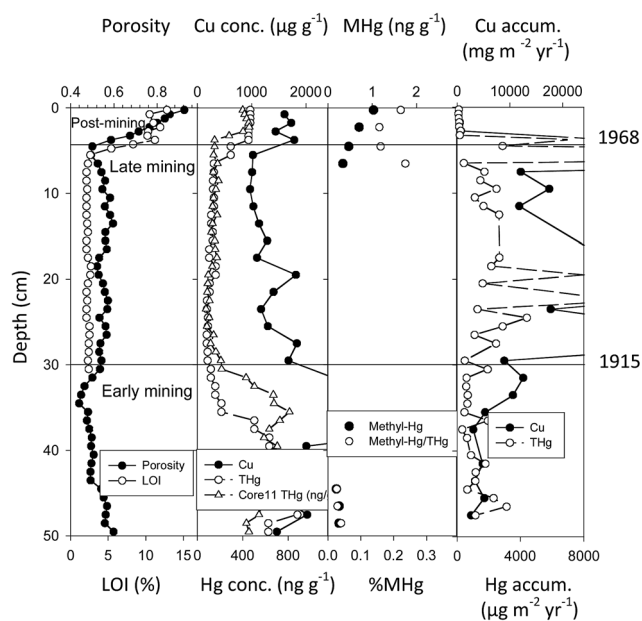 Porosity
Cu conc. (µg g⁻¹)
MHg (ng g⁻¹)
Cu accum.
(mg m⁻² yr⁻¹)
0.4 0.6 0.8 1.0
0 10000 20000
0 1 2
0 10000 20000
0
10
20
30
40
50
Depth (cm)
Post-mining
Late mining
Early mining
1968
1915
Porosity
LOI
Cu
THg
Core11 THg (ng/
Methyl-Hg
Methyl-Hg/THg
Cu
THg
0 5 10 15
0 400 800
0.0 0.1 0.2 0.3
0 4000 8000
LOI (%)
Hg conc. (ng g⁻¹)
%MHg
Hg accum.
(µg m⁻² yr⁻¹)